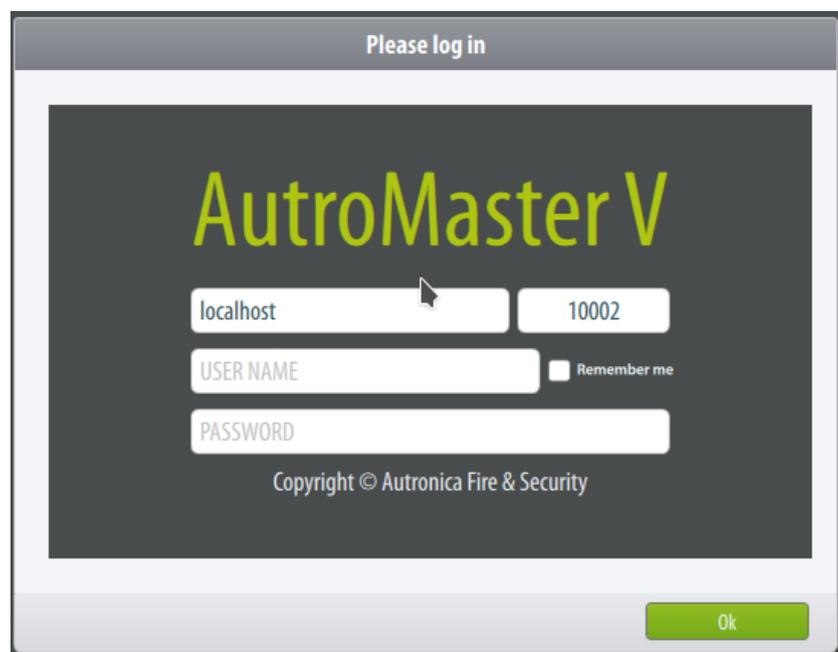 Please log in
AutroMaster V
localhost 10002
USER NAME Remember me
PASSWORD
Copyright © Autronica Fire & Security
Ok